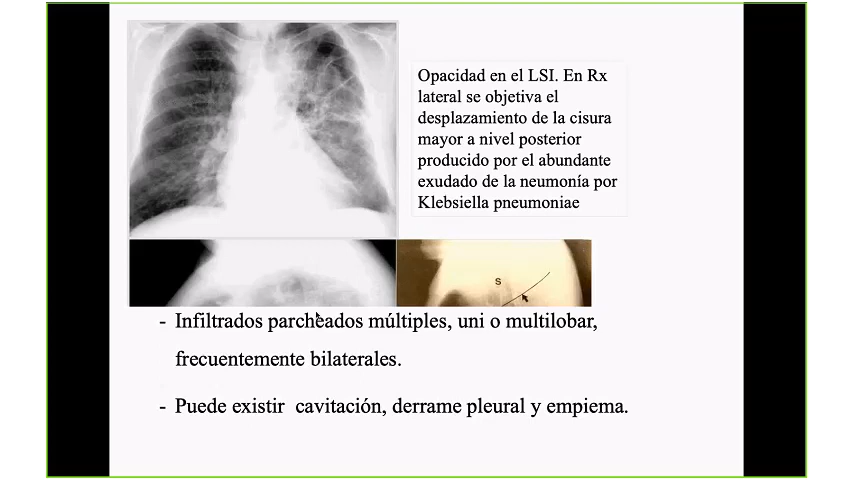 Opacidad en el LSI. En Rx
lateral se objetiva el
desplazamiento de la cisura
mayor a nivel posterior
producido por el abundante
exudado de la neumonía por
Klebsiella pneumoniae
S
- Infiltrados parcheados múltiples, uni o multilobar,
frecuentemente bilaterales.
- Puede existir  cavitación, derrame pleural y empiema.